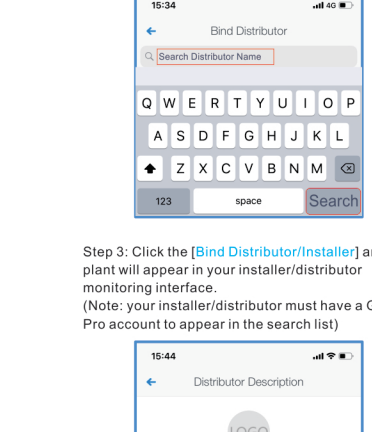 15:34 4G
Bind Distributor
Search Distributor Name
Q W E R T Y U I O P
A S D F G H J K L
Z X C V B N M
123 space Search
Step 3: Click the [Bind Distributor/Installer]
plant will appear in your installer/distributor
monitoring interface.
(Note: your installer/distributor must have a
Pro account to appear in the search list)
15:44
Distributor Description
LOGO